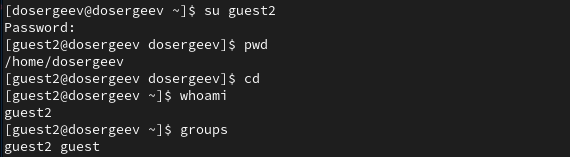 [dosergeev@dosergeev ~]$ su guest2
Password:
[guest2@dosergeev dosergeev]$ pwd
/home/dosergeev
[guest2@dosergeev dosergeev]$ cd
[guest2@dosergeev ~]$ whoami
guest2
[guest2@dosergeev ~]$ groups
guest2 guest